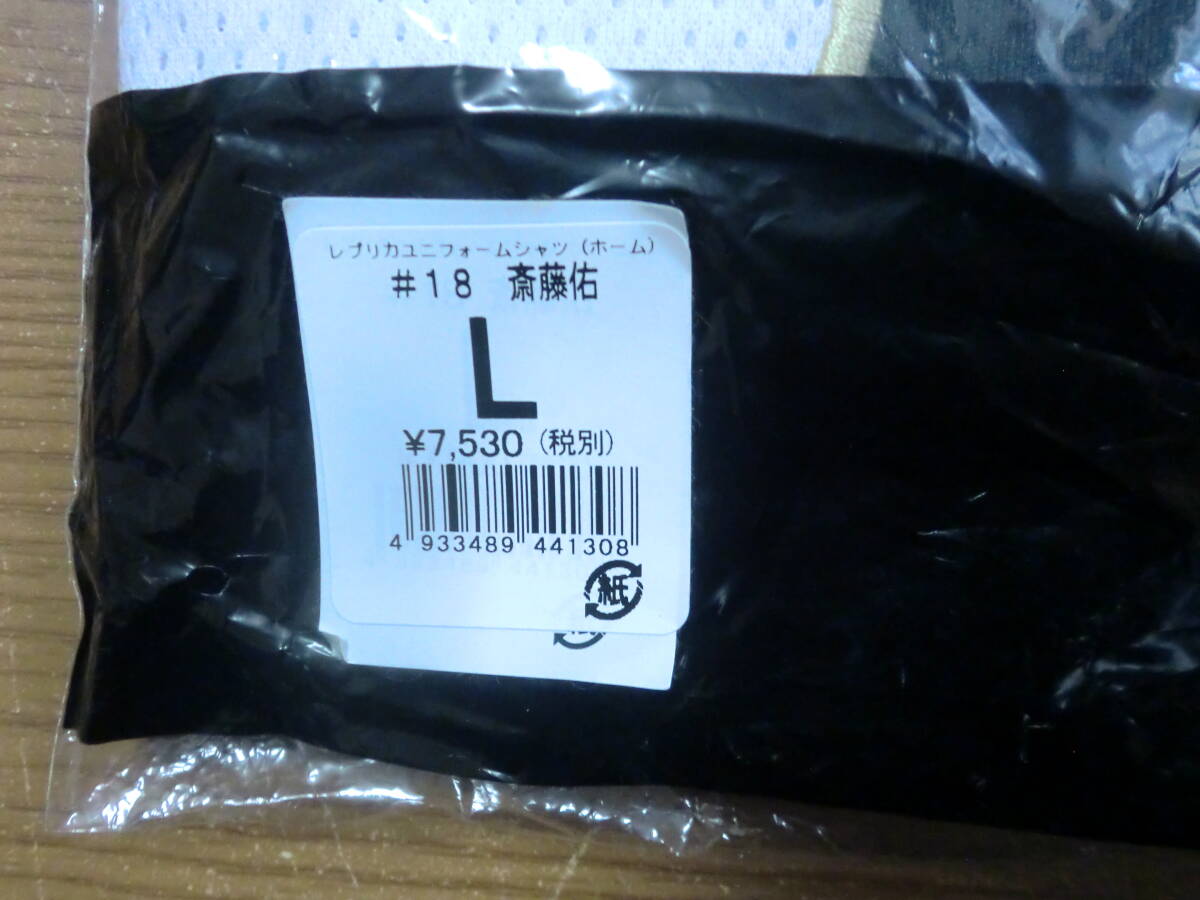 レプリカユニフォームシャツ（ホーム）
#18　斎藤佑
L
¥7,530（税別）
4 933489 441308
紙